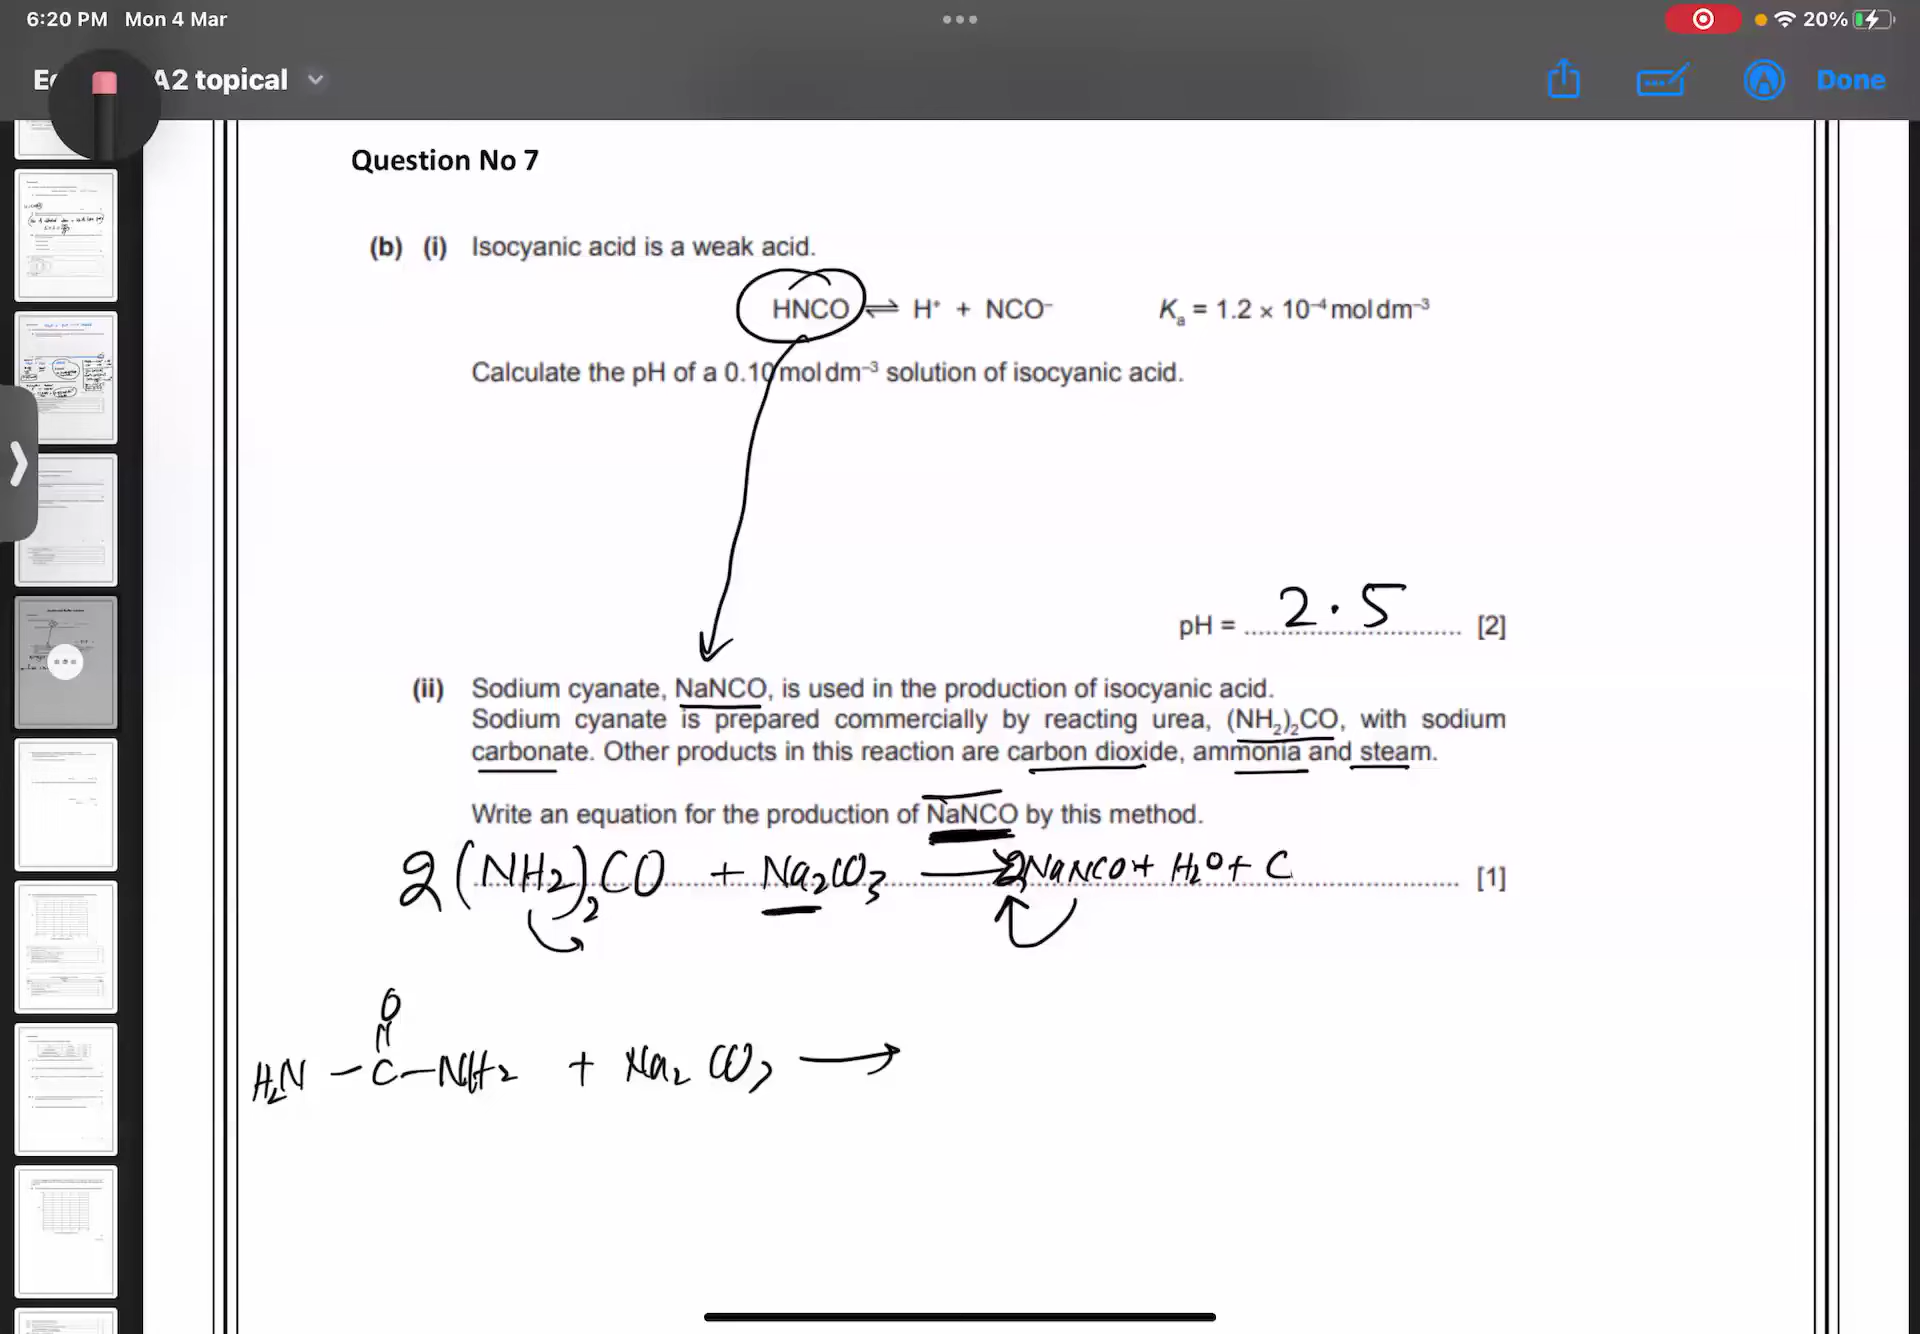 6:20 PM Mon 4 Mar
20%
A2 topical
Done
Question No 7
(b) (i) Isocyanic acid is a weak acid.
HNCO ⇌ H⁺ + NCO⁻ Kₐ = 1.2 × 10⁻⁴ mol dm⁻³
Calculate the pH of a 0.10 mol dm⁻³ solution of isocyanic acid.
pH = 2.5 [2]
(ii) Sodium cyanate, NaNCO, is used in the production of isocyanic acid.
Sodium cyanate is prepared commercially by reacting urea, (NH₂)₂CO, with sodium
carbonate. Other products in this reaction are carbon dioxide, ammonia and steam.
Write an equation for the production of NaNCO by this method.
2(NH2)₂CO + Na₂CO₃ → 2NaNCO + H₂O + C [1]
O
H₂N – C – NH₂ + Na₂CO₃ →